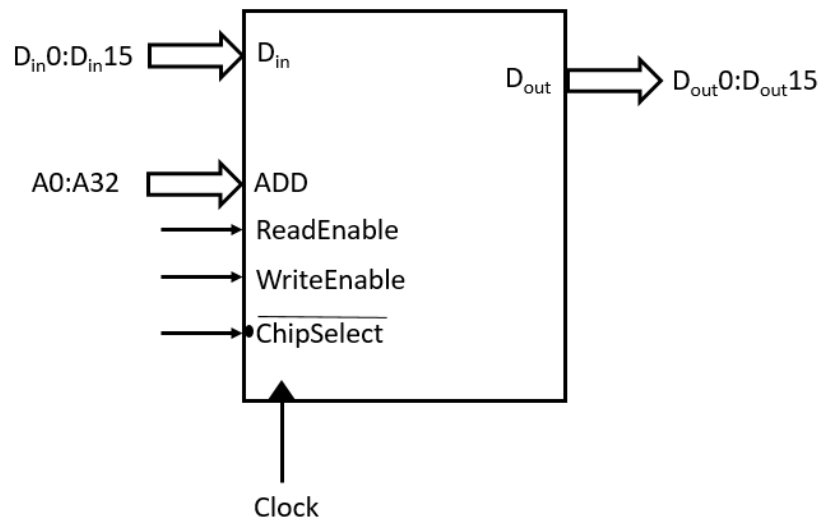 Din0:Din15
Din
Dout
Dout0:Dout15
A0:A32
ADD
ReadEnable
WriteEnable
ChipSelect
Clock